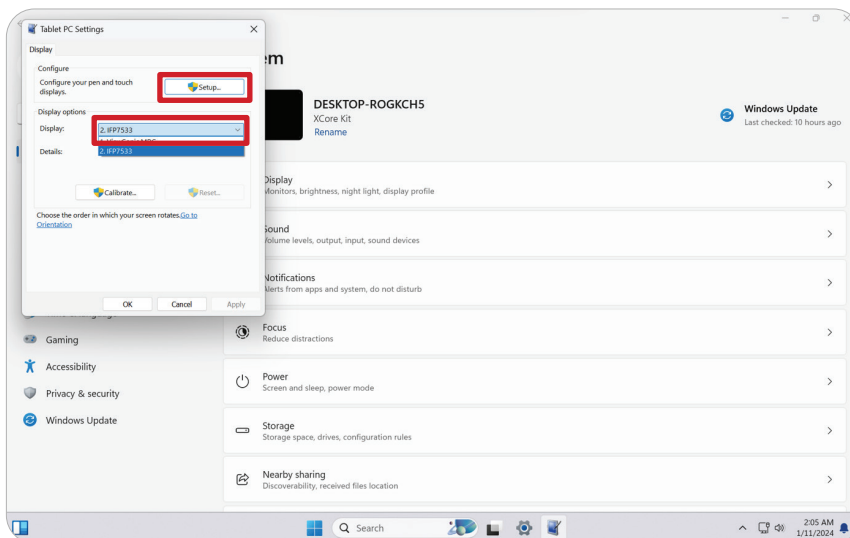 Tablet PC Settings
Display
Configure
Configure your pen and touch
displays.
Setup...
Display options
Display:
2. IFP7533
2. IFP7533
Details:
Calibrate...
Reset...
Choose the order in which your screen rotates.Go to
Orientation
OK
Cancel
Apply
em
DESKTOP-ROGKCH5
XCore Kit
Rename
Windows Update
Last checked: 10 hours ago
Display
Monitors, brightness, night light, display profile
Sound
Volume levels, output, input, sound devices
Notifications
Alerts from apps and system, do not disturb
Focus
Reduce distractions
Power
Screen and sleep, power mode
Storage
Storage space, drives, configuration rules
Nearby sharing
Discoverability, received files location
Gaming
Accessibility
Privacy & security
Windows Update
Search
2:05 AM
1/11/2024